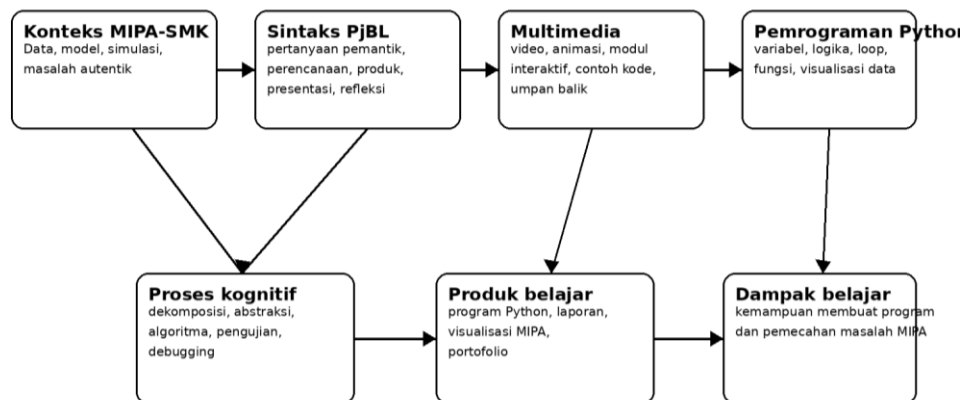 Konteks MIPA-SMK
Data, model, simulasi,
masalah autentik
Sintaks PjBL
pertanyaan pemantik,
perencanaan, produk,
presentasi, refleksi
Multimedia
video, animasi, modul
interaktif, contoh kode,
umpan balik
Pemrograman Python
variabel, logika, loop,
fungsi, visualisasi data
Proses kognitif
dekomposisi, abstraksi,
algoritma, pengujian,
debugging
Produk belajar
program Python, laporan,
visualisasi MIPA,
portofolio
Dampak belajar
kemampuan membuat program
dan pemecahan masalah MIPA